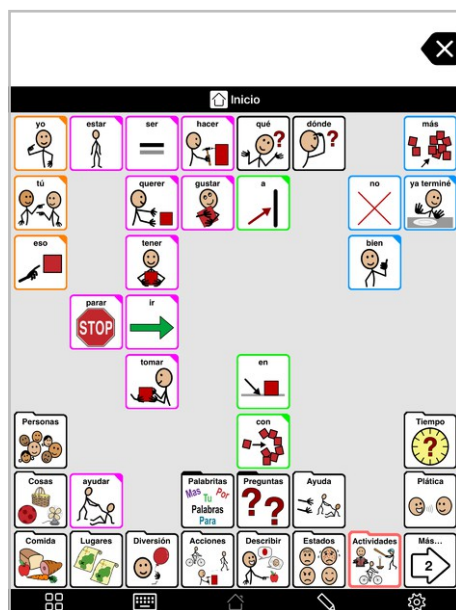 Inicio
yo estar ser hacer qué dónde más
tú querer gustar a no ya terminé
eso tener bien
parar ir
STOP
tomar en
Personas con Tiempo
?
Cosas ayudar Palabritas Preguntas Ayuda Plática
Mas Por
Tu
Palabras
Para
??
Comida Lugares Diversión Acciones Describir Estados Actividades Más...
2